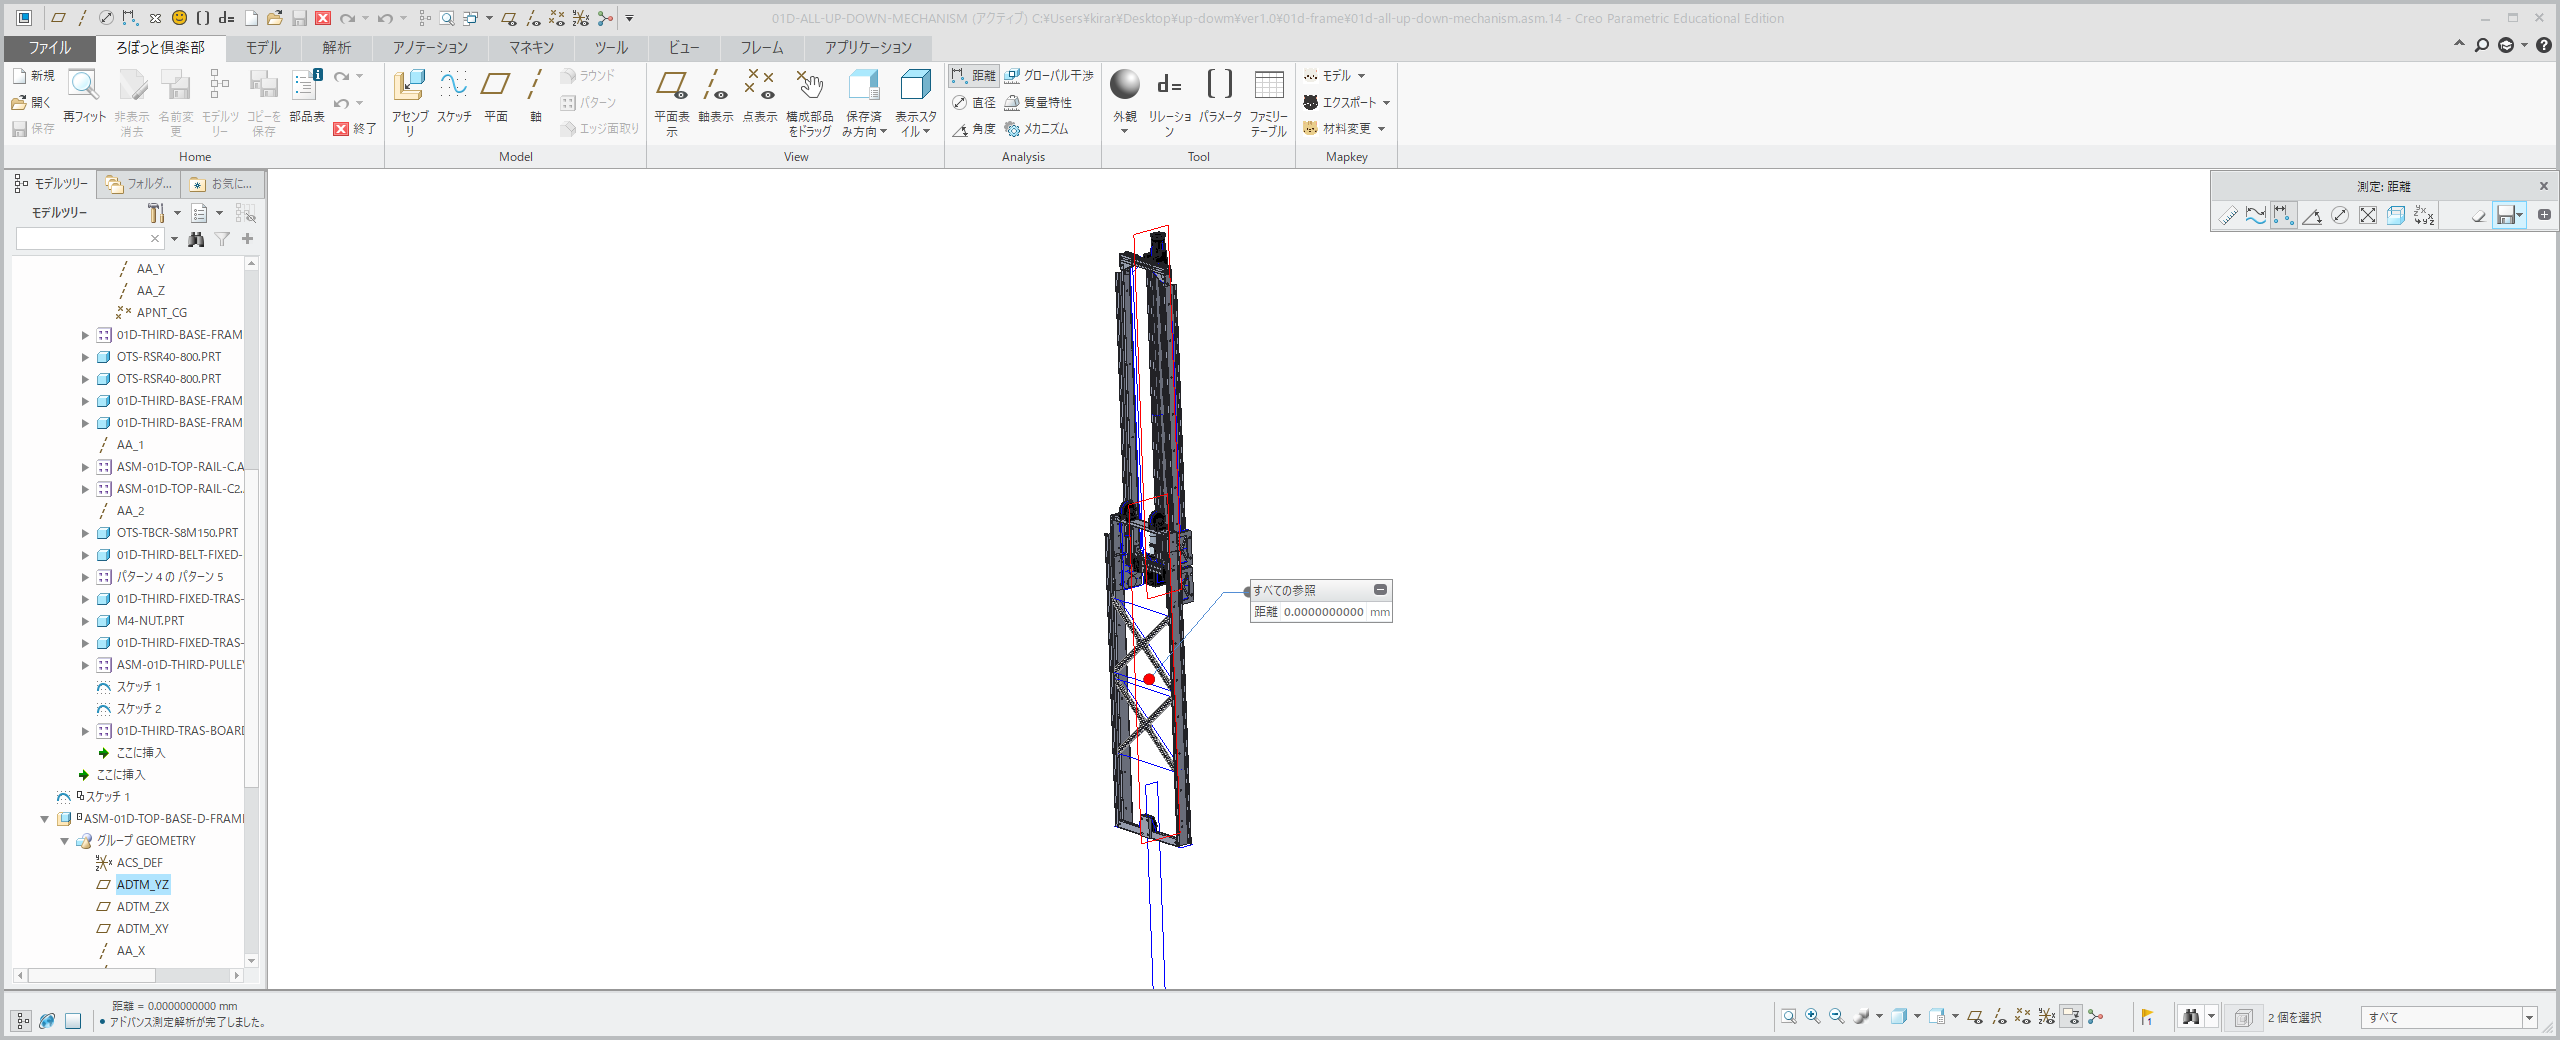 01D-ALL-UP-DOWN-MECHANISM (アクティブ) C:¥Users¥kirar¥Desktop¥up-down¥ver1.0¥01d-frame¥01d-all-up-down-mechanism.asm.14 - Creo Parametric Educational Edition
ファイル ろぼっと倶楽部 モデル 解析 アノテーション マネキン ツール ビュー フレーム アプリケーション
新規 開く 保存
再フィット 非表示消去 名前変更 モデルツリー コピーを保存 部品表 終了
アセンブリ スケッチ 平面 軸
ラウンド パターン エッジ面取り
平面表示 軸表示 点表示 構成部品をドラッグ 保存済み方向 表示スタイル
距離 グローバル干渉
直径 質量特性
角度 メカニズム
外観 d= リレーション パラメータ ファミリーテーブル
モデル
エクスポート
材料変更
Home Model View Analysis Tool Mapkey
モデルツリー フォルダ... お気に...
モデルツリー
AA_Y
AA_Z
APNT_CG
01D-THIRD-BASE-FRAM
OTS-RSR40-800.PRT
OTS-RSR40-800.PRT
01D-THIRD-BASE-FRAM
01D-THIRD-BASE-FRAM
AA_1
ASM-01D-TOP-RAIL-C.A
ASM-01D-TOP-RAIL-C2.
AA_2
OTS-TBCR-S8M150.PRT
01D-THIRD-BELT-FIXED-
パターン 4 の パターン 5
01D-THIRD-FIXED-TRAS-
M4-NUT.PRT
01D-THIRD-FIXED-TRAS-
ASM-01D-THIRD-PULLEY
スケッチ 1
スケッチ 2
01D-THIRD-TRAS-BOARD
ここに挿入
ここに挿入
スケッチ 1
ASM-01D-TOP-BASE-D-FRAME
グループ GEOMETRY
ACS_DEF
ADTM_YZ
ADTM_ZX
ADTM_XY
AA_X
測定: 距離
すべての参照
距離 0.0000000000 mm
距離 = 0.0000000000 mm
• アドバンス測定解析が完了しました。
2 個を選択 すべて